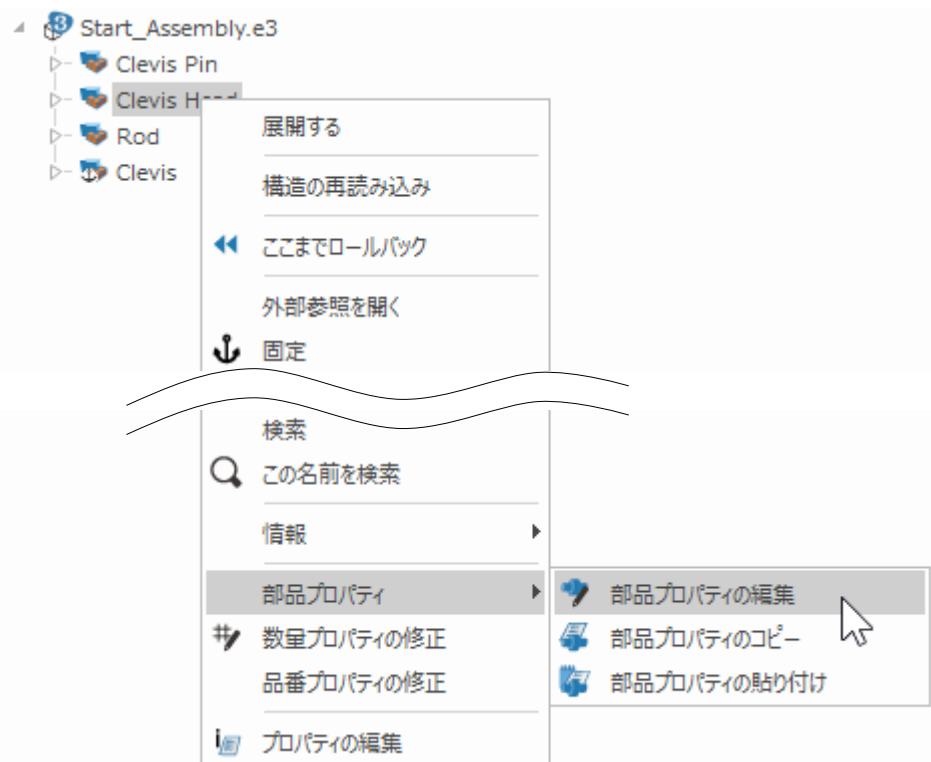 Start_Assembly.e3
Clevis Pin
Clevis Head
Rod
Clevis
展開する
構造の再読み込み
ここまでロールバック
外部参照を開く
固定
検索
この名前を検索
情報
部品プロパティ
部品プロパティの編集
数量プロパティの修正
部品プロパティのコピー
品番プロパティの修正
部品プロパティの貼り付け
プロパティの編集